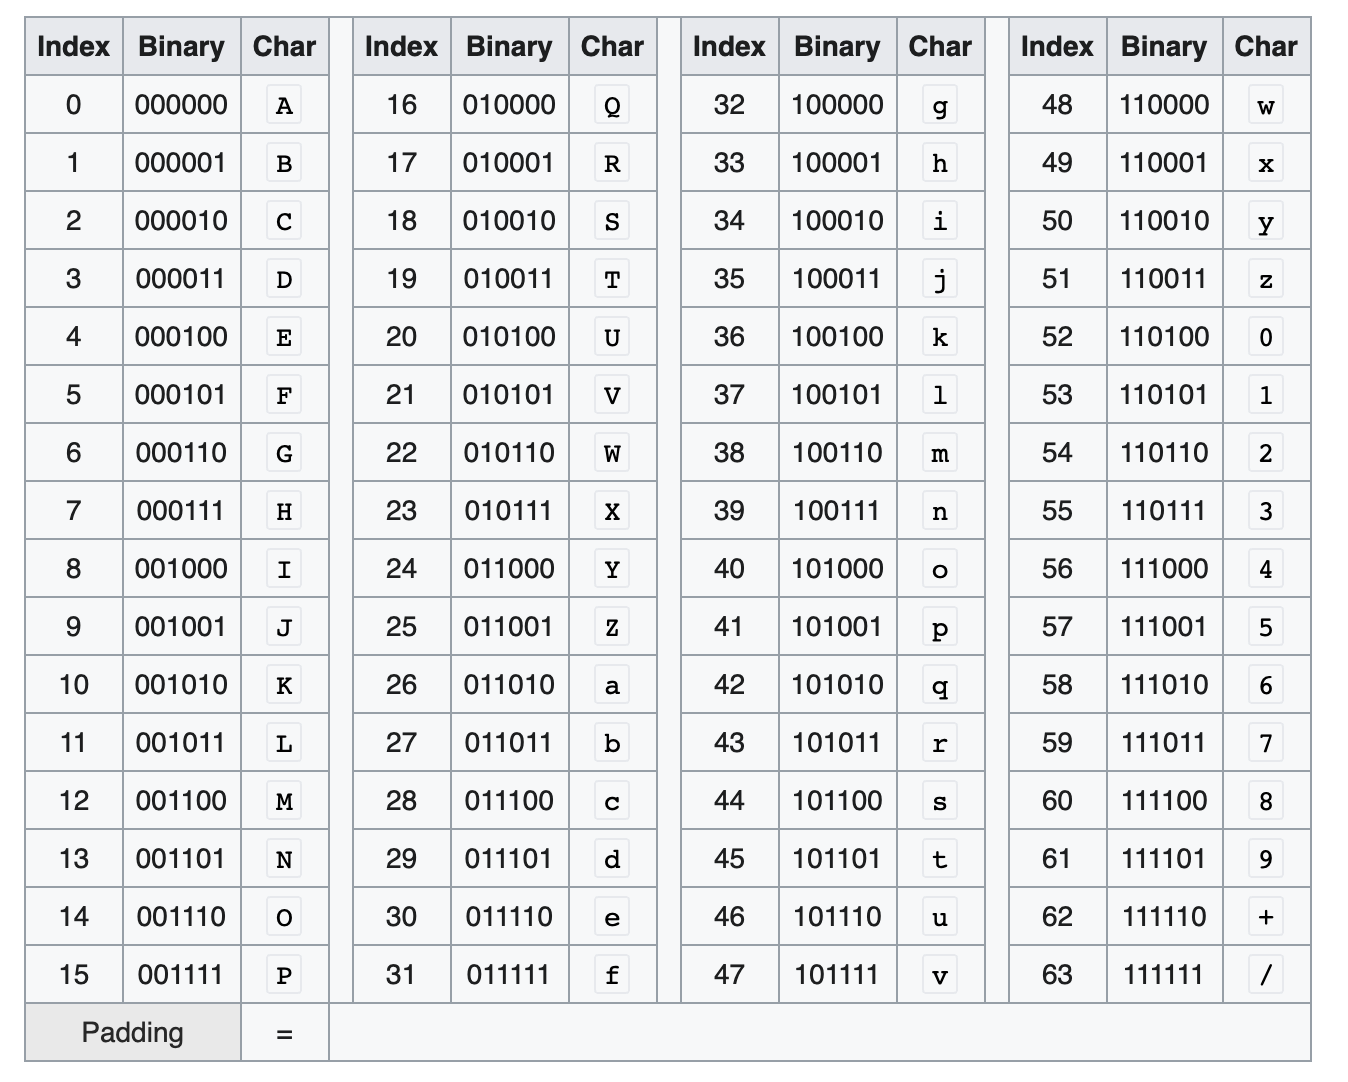 Index Binary Char Index Binary Char Index Binary Char Index Binary Char
0 000000 A 16 010000 Q 32 100000 g 48 110000 w
1 000001 B 17 010001 R 33 100001 h 49 110001 x
2 000010 C 18 010010 S 34 100010 i 50 110010 y
3 000011 D 19 010011 T 35 100011 j 51 110011 z
4 000100 E 20 010100 U 36 100100 k 52 110100 0
5 000101 F 21 010101 V 37 100101 l 53 110101 1
6 000110 G 22 010110 W 38 100110 m 54 110110 2
7 000111 H 23 010111 X 39 100111 n 55 110111 3
8 001000 I 24 011000 Y 40 101000 o 56 111000 4
9 001001 J 25 011001 Z 41 101001 p 57 111001 5
10 001010 K 26 011010 a 42 101010 q 58 111010 6
11 001011 L 27 011011 b 43 101011 r 59 111011 7
12 001100 M 28 011100 c 44 101100 s 60 111100 8
13 001101 N 29 011101 d 45 101101 t 61 111101 9
14 001110 O 30 011110 e 46 101110 u 62 111110 +
15 001111 P 31 011111 f 47 101111 v 63 111111 /
Padding =